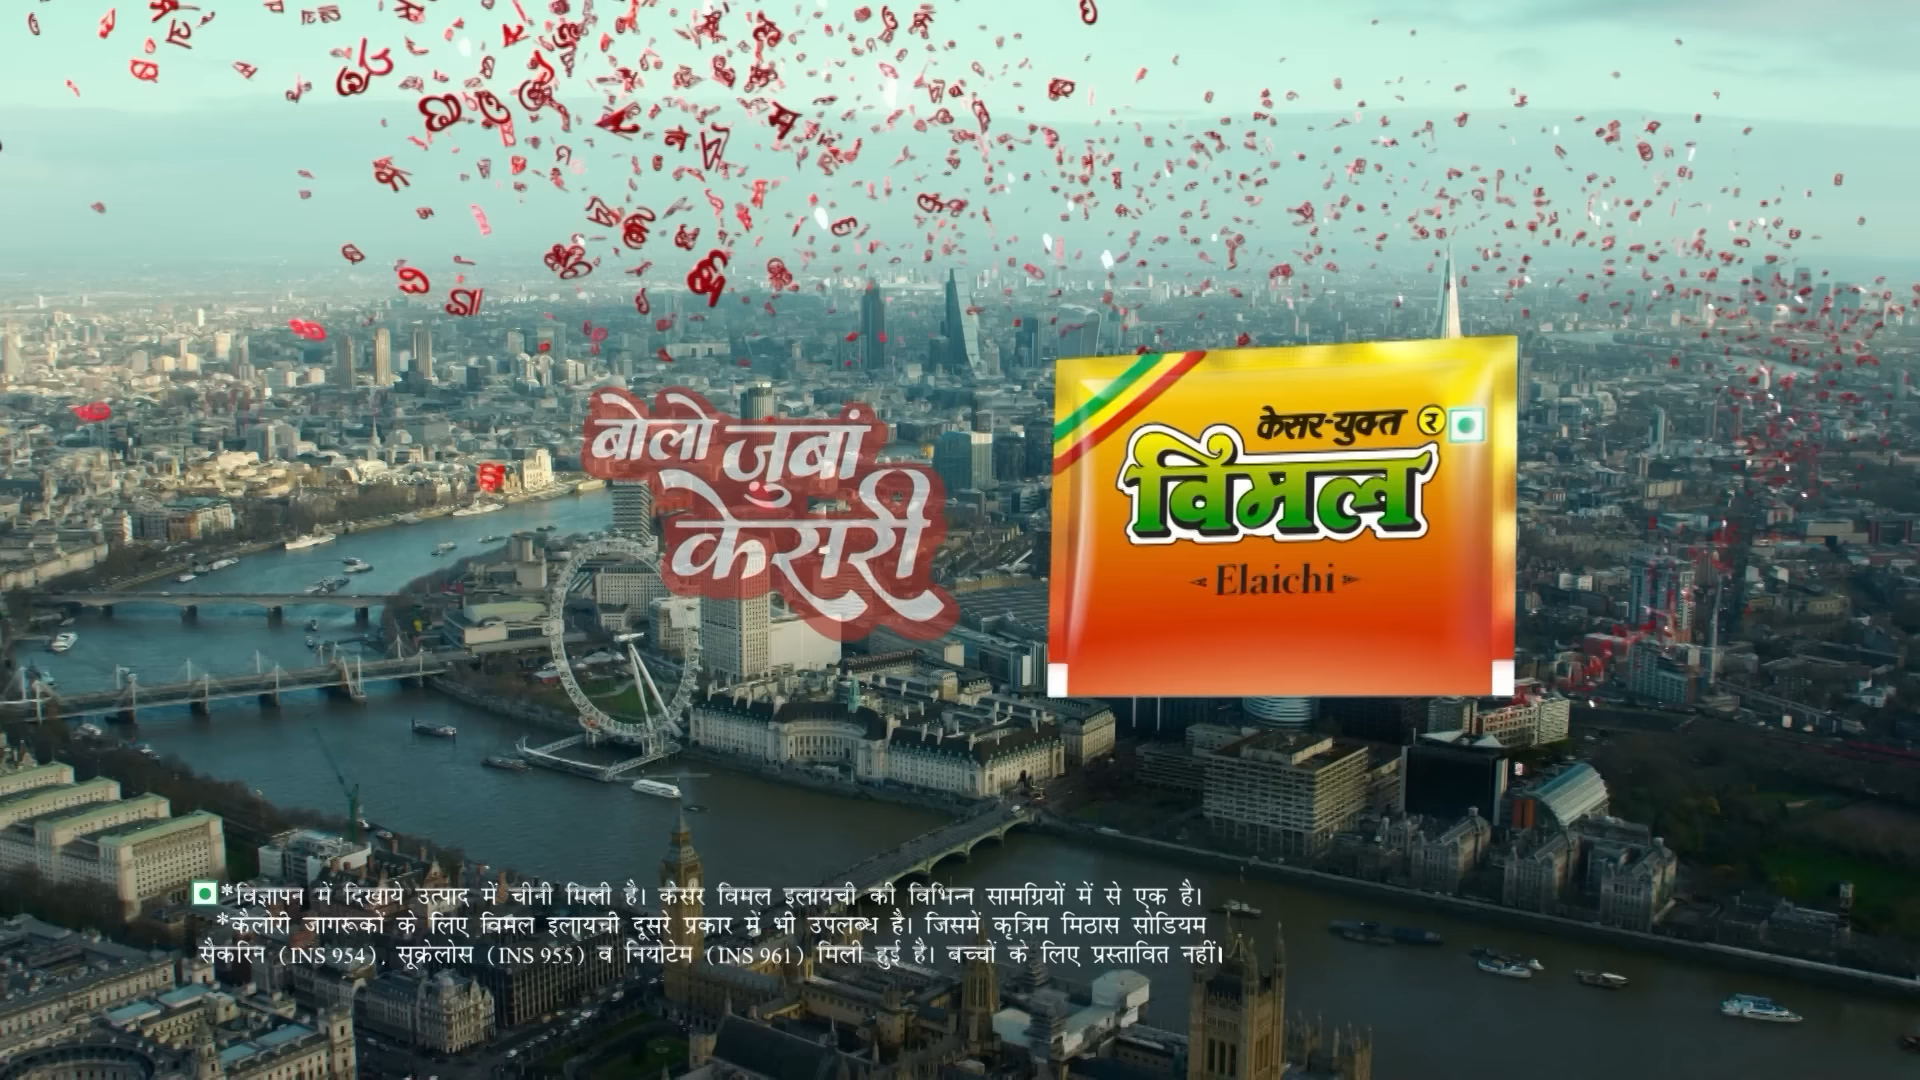 बोलो जुबां
केसरी
केसर-युक्त
विमल
Elaichi
*विज्ञापन में दिखाये उत्पाद में चीनी मिली है। केसर विमल इलायची की विभिन्न सामग्रियों में से एक है।
*कैलोरी जागरूकों के लिए विमल इलायची दूसरे प्रकार में भी उपलब्ध है। जिसमें कृत्रिम मिठास सोडियम
सैकरिन (INS 954), सूक्रेलोस (INS 955) व नियोटेम (INS 961) मिली हुई है। बच्चों के लिए प्रस्तावित नहीं।